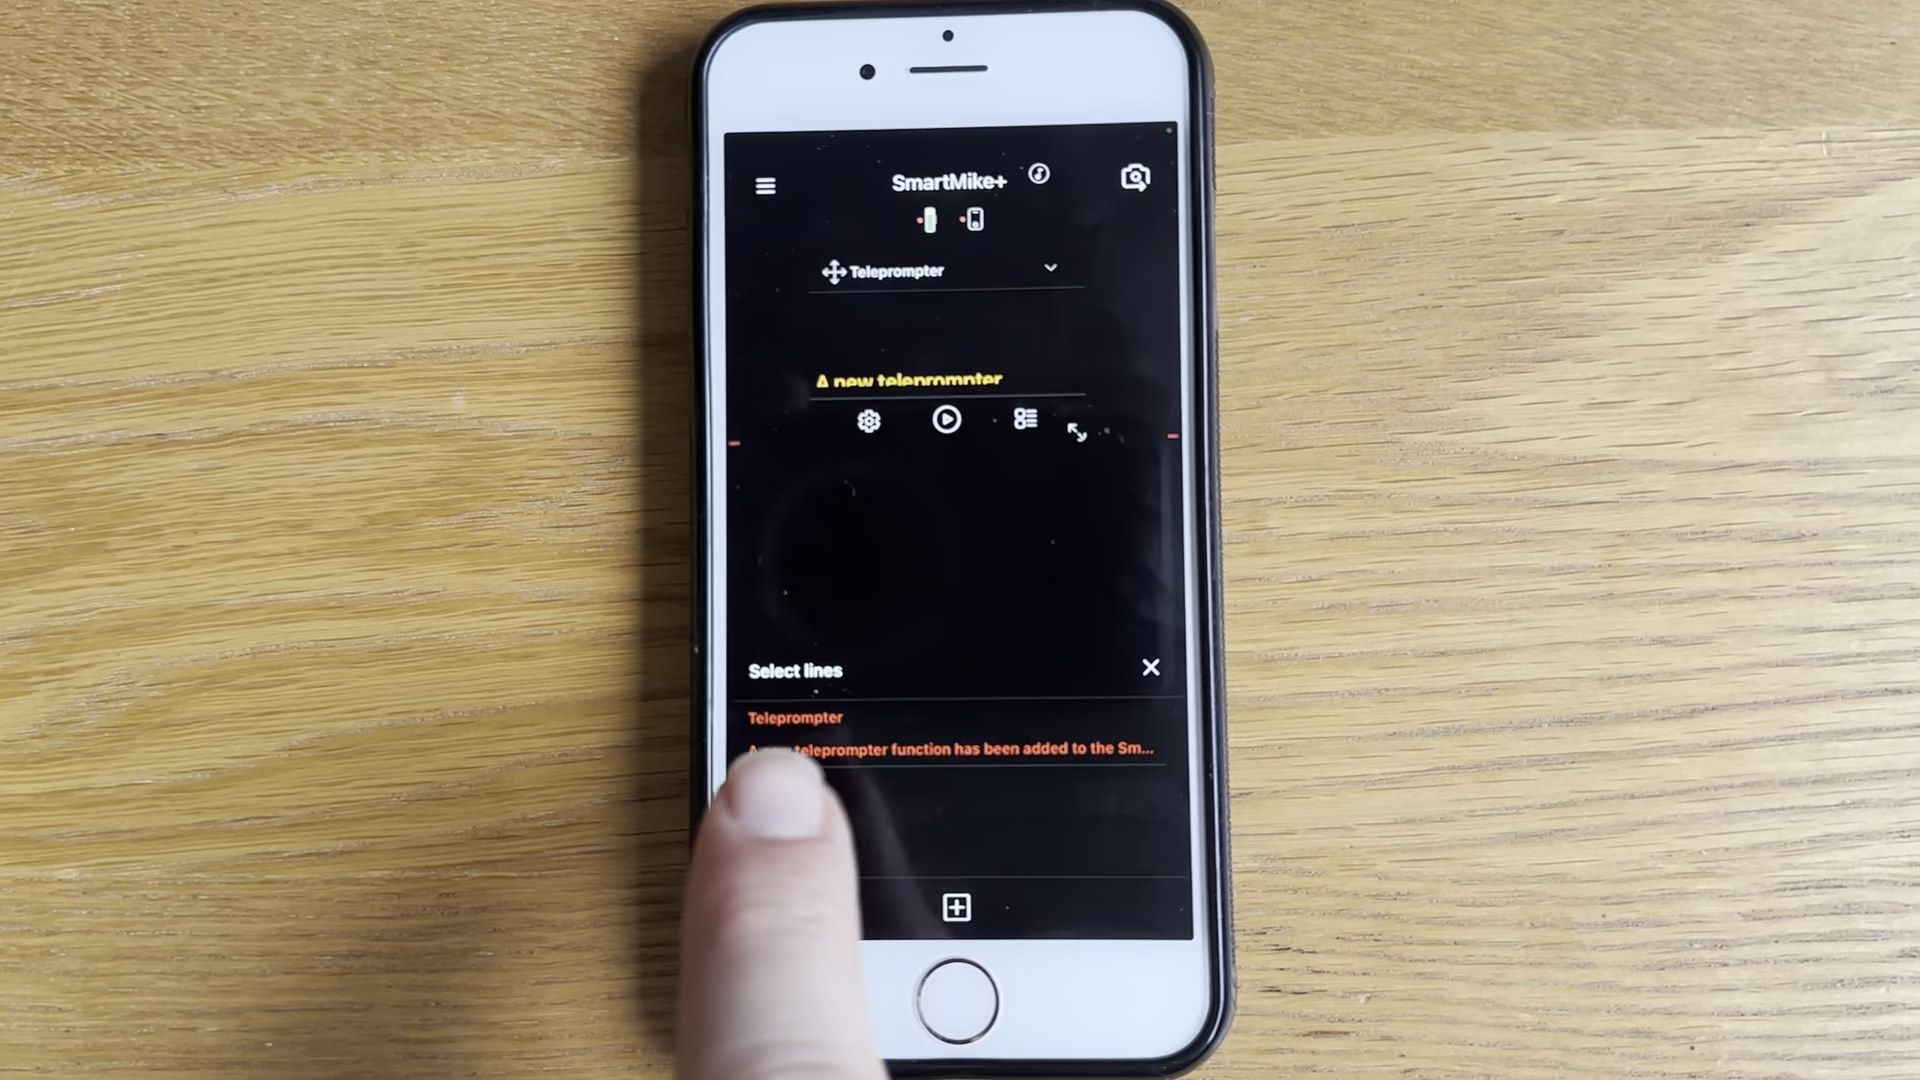 SmartMike+
Teleprompter
A new teleprompter
Select lines
Teleprompter
teleprompter function has been added to the Sm...